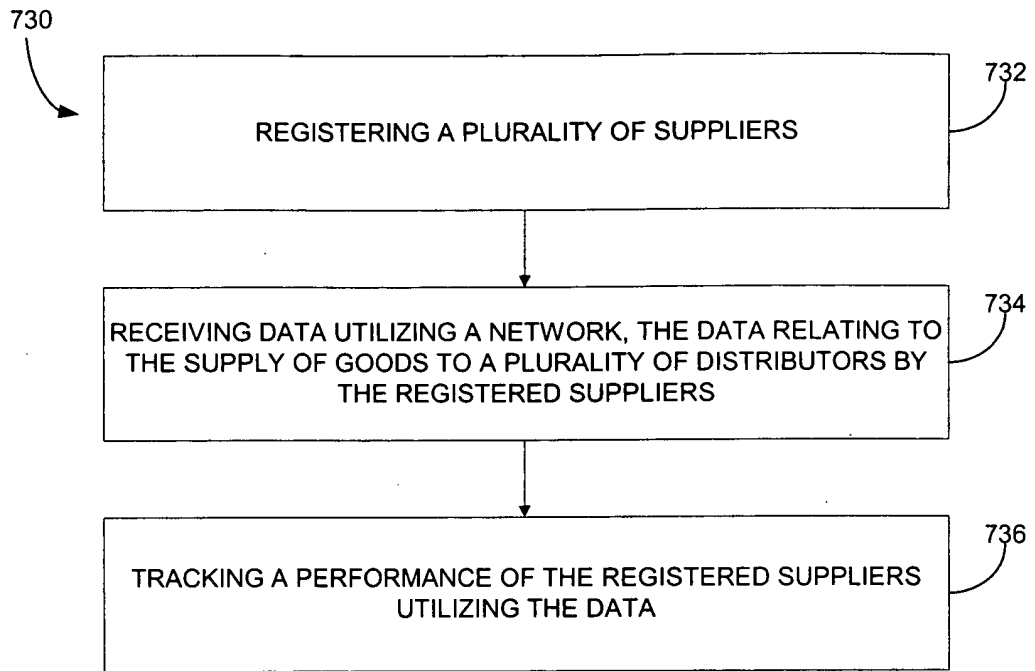 730
732
REGISTERING A PLURALITY OF SUPPLIERS
734
RECEIVING DATA UTILIZING A NETWORK, THE DATA RELATING TO
THE SUPPLY OF GOODS TO A PLURALITY OF DISTRIBUTORS BY
THE REGISTERED SUPPLIERS
736
TRACKING A PERFORMANCE OF THE REGISTERED SUPPLIERS
UTILIZING THE DATA